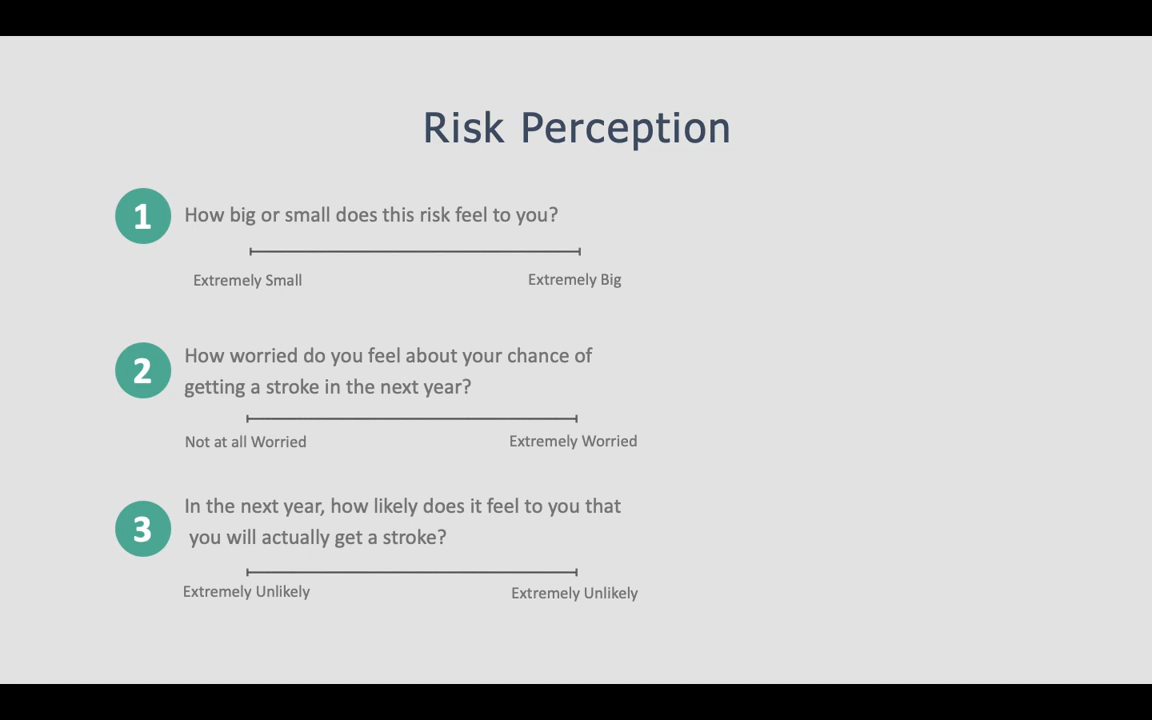 Risk Perception
1
How big or small does this risk feel to you?
Extremely Small
Extremely Big
2
How worried do you feel about your chance of
getting a stroke in the next year?
Not at all Worried
Extremely Worried
3
In the next year, how likely does it feel to you that
you will actually get a stroke?
Extremely Unlikely
Extremely Unlikely